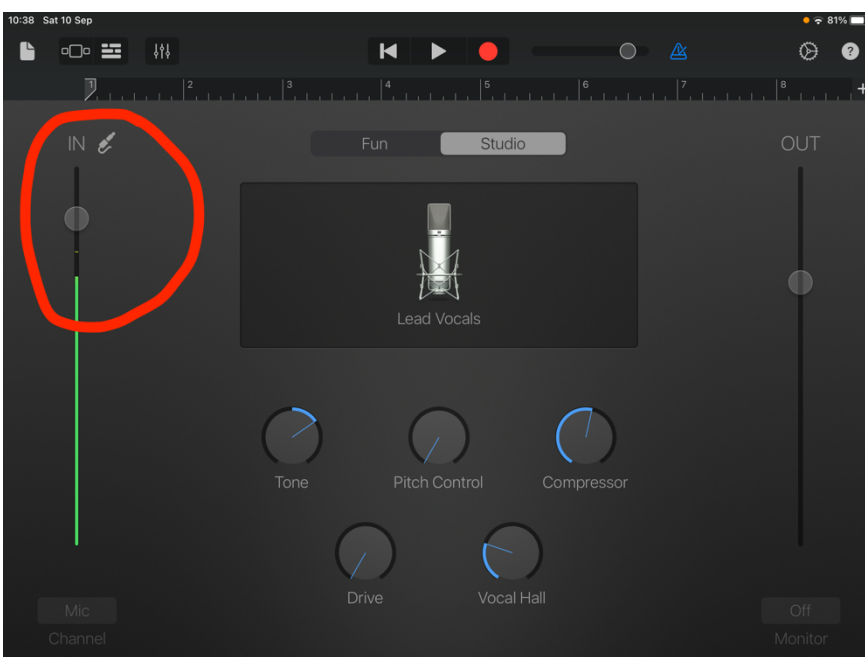 10:38 Sat 10 Sep 81%
?
1 2 3 4 5 6 7 8 +
IN Fun Studio OUT
Lead Vocals
Tone Pitch Control Compressor
Drive Vocal Hall
Mic Off
Channel Monitor